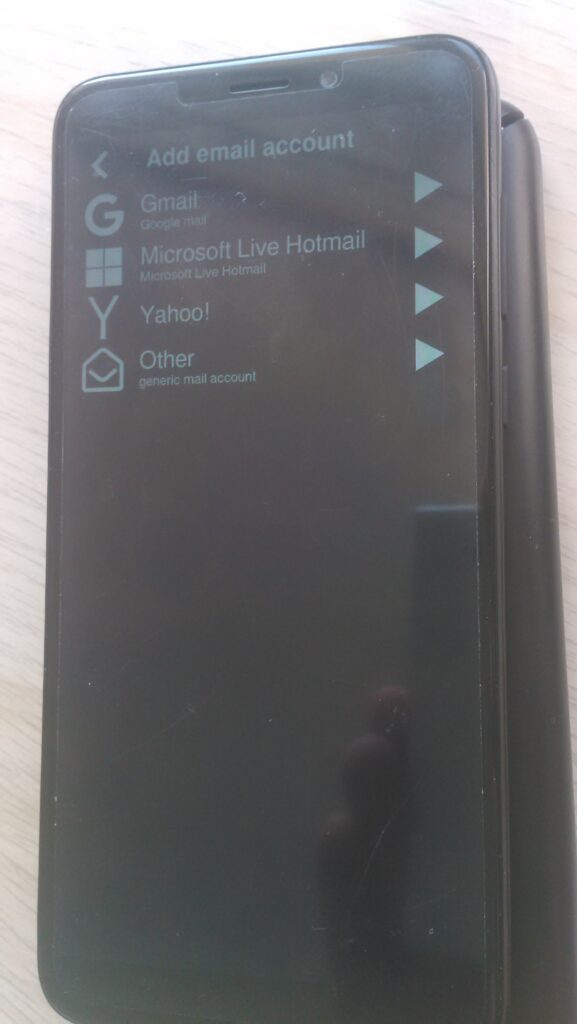 Add email account
Gmail
Google mail
Microsoft Live Hotmail
Microsoft Live Hotmail
Yahoo!
Other
generic mail account